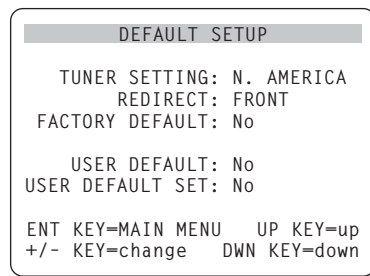 DEFAULT SETUP
TUNER SETTING: N. AMERICA
REDIRECT: FRONT
FACTORY DEFAULT: No
USER DEFAULT: No
USER DEFAULT SET: No
ENT KEY=MAIN MENU UP KEY=up
+/- KEY=change DWN KEY=down